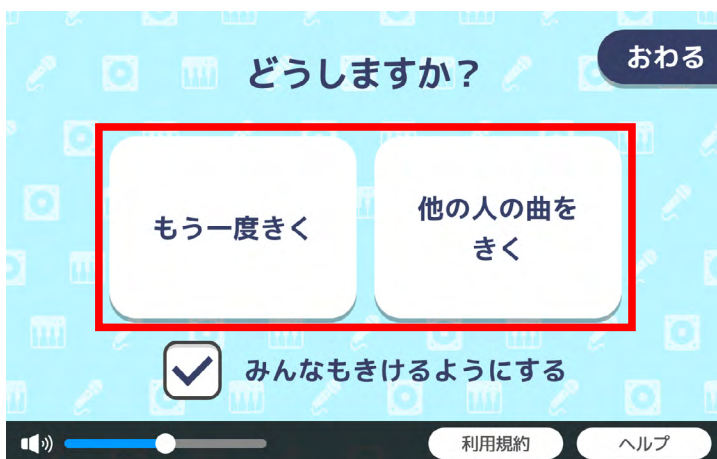 どうしますか？
おわる
もう一度きく
他の人の曲を
きく
みんなもきけるようにする
利用規約
ヘルプ